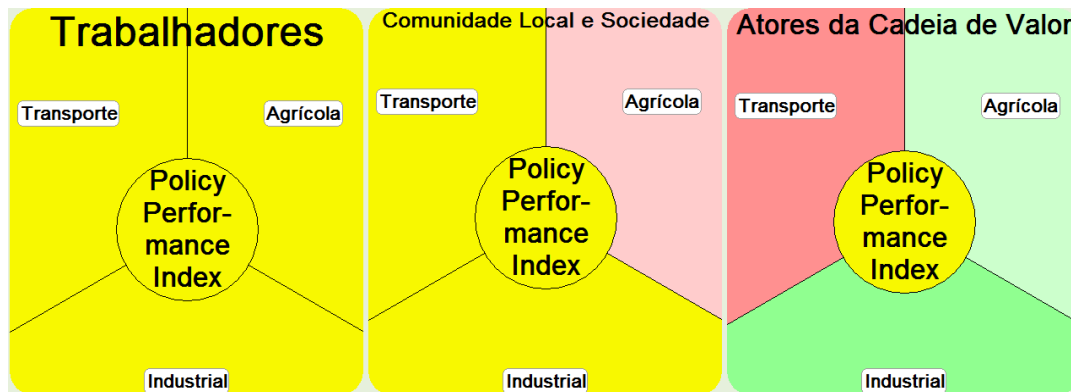 Trabalhadores
Transporte
Agrícola
Policy
Perfor-
mance
Index
Industrial
Comunidade Local e Sociedade
Transporte
Agrícola
Policy
Perfor-
mance
Index
Industrial
Atores da Cadeia de Valor
Transporte
Agrícola
Policy
Perfor-
mance
Index
Industrial